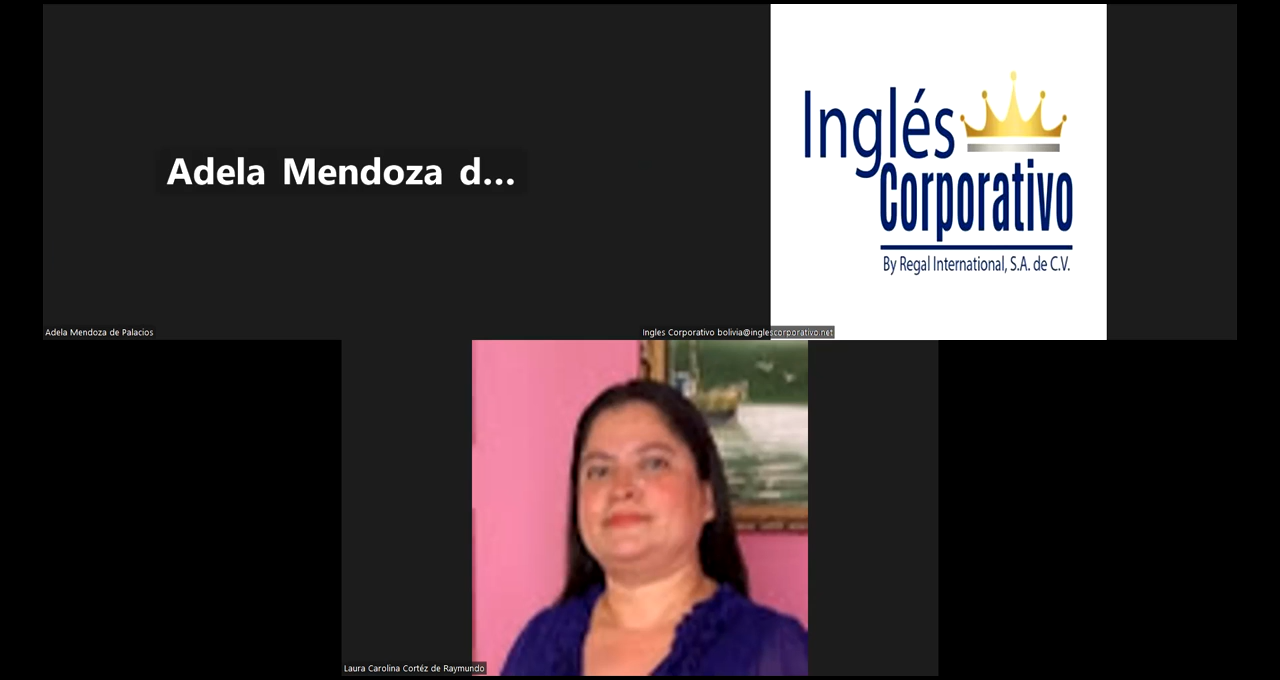 Adela Mendoza d...
Inglés
Corporativo
By Regal International, S.A. de C.V.
Adela Mendoza de Palacios
Ingles Corporativo bolivia@inglescorporativo.net
Laura Carolina Cortéz de Raymundo